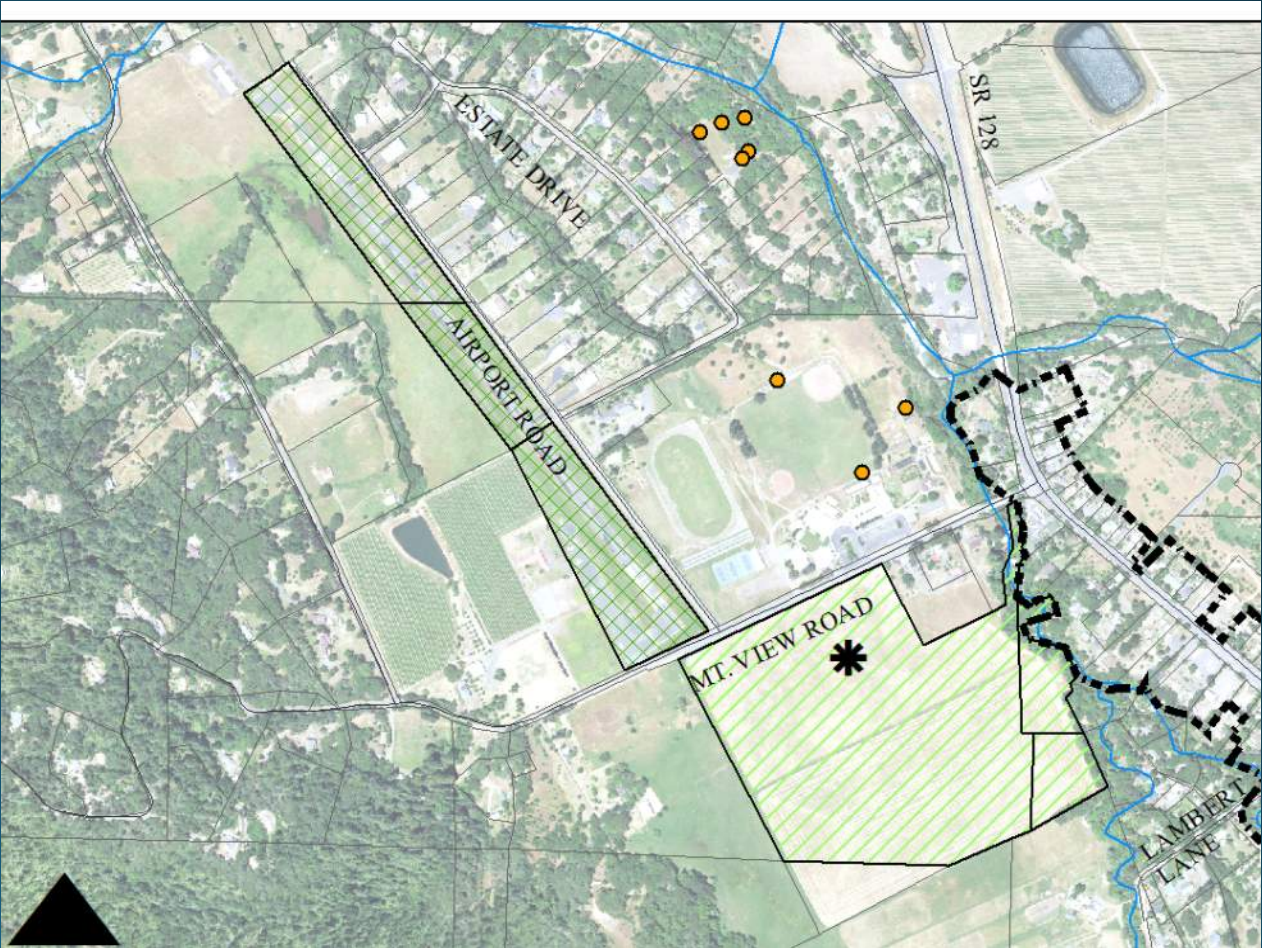 SR 128
ESTATE DRIVE
AIRPORT ROAD
MT. VIEW ROAD
LAMBERT
LANE